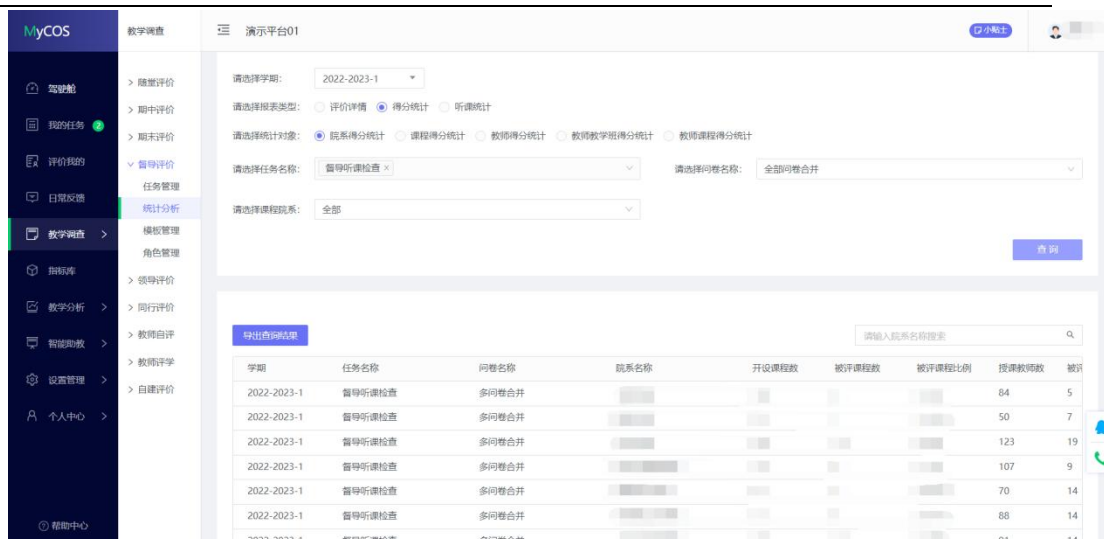 MyCOS
教学调查
演示平台01
小贴士
驾驶舱
我的任务 2
评价我的
日常反馈
教学调查
指标库
教学分析
智能助教
设置管理
个人中心
帮助中心
> 随堂评价
> 期中评价
> 期末评价
督导评价
任务管理
统计分析
模板管理
角色管理
> 领导评价
> 同行评价
> 教师自评
> 教师评学
> 自建评价
请选择学期： 2022-2023-1
请选择报表类型： 评价详情 得分统计 听课统计
请选择统计对象： 院系得分统计 课程得分统计 教师得分统计 教师教学班得分统计 教师课程得分统计
请选择任务名称： 督导听课检查 × 请选择问卷名称： 全部问卷合并
请选择课程院系： 全部
查 询
导出查询结果 请输入院系名称搜索
学期 任务名称 问卷名称 院系名称 开设课程数 被评课程数 被评课程比例 授课教师数 被评
2022-2023-1 督导听课检查 多问卷合并 84 5
2022-2023-1 督导听课检查 多问卷合并 50 7
2022-2023-1 督导听课检查 多问卷合并 123 19
2022-2023-1 督导听课检查 多问卷合并 107 9
2022-2023-1 督导听课检查 多问卷合并 70 14
2022-2023-1 督导听课检查 多问卷合并 88 14